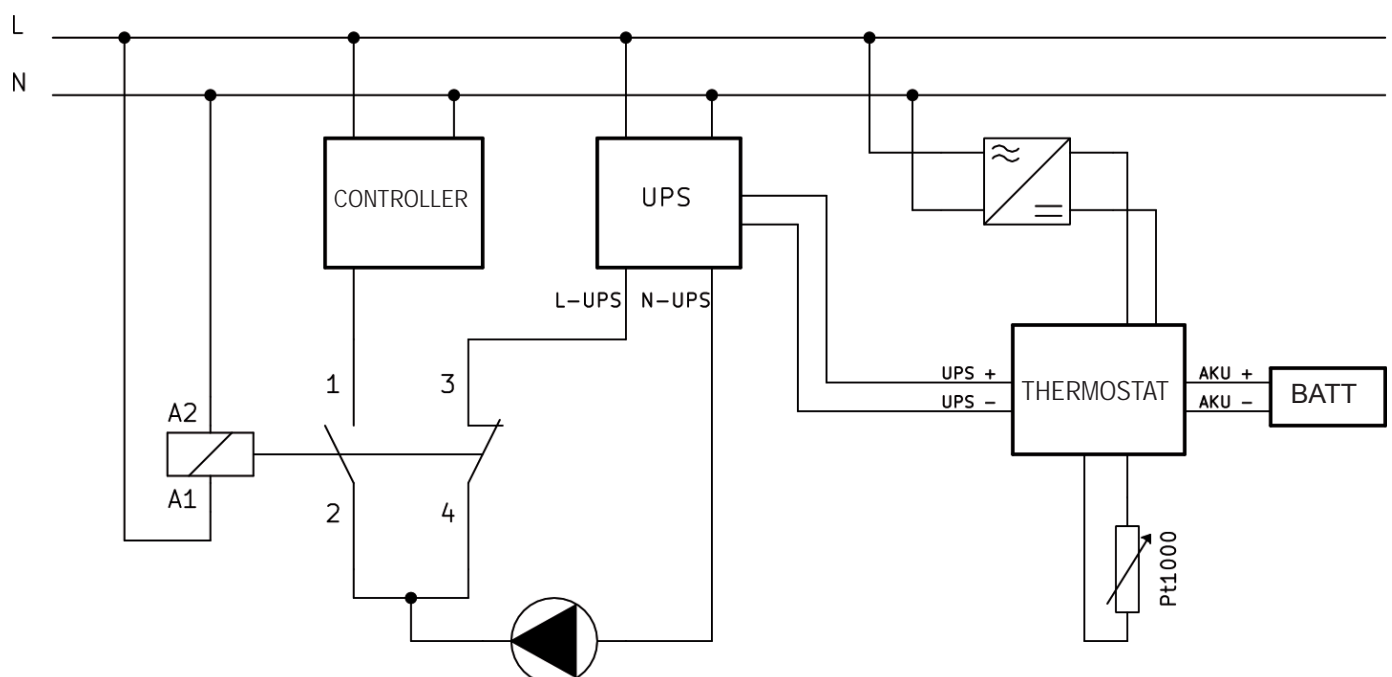 L
N
CONTROLLER
UPS
L-UPS
N-UPS
1
3
UPS +
THERMOSTAT
AKU +
BATT
UPS -
AKU -
A2
A1
2
4
Pt1000